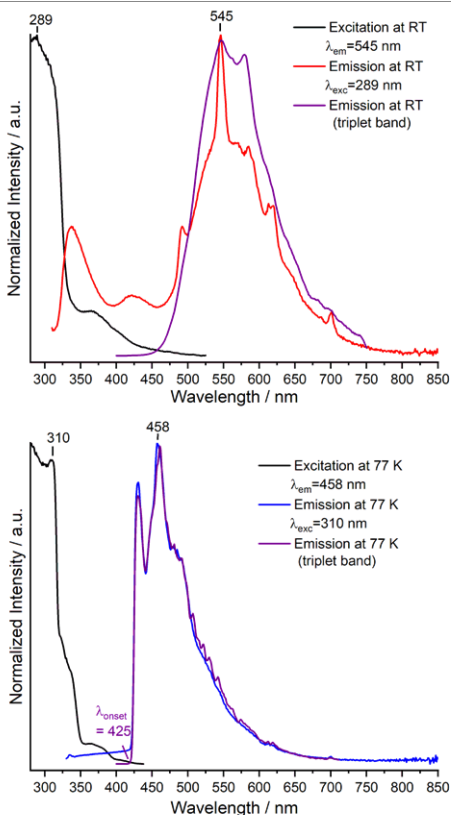 289
545
Excitation at RT
λem=545 nm
Emission at RT
λexc=289 nm
Emission at RT
(triplet band)
Normalized Intensity / a.u.
300 350 400 450 500 550 600 650 700 750 800 850
Wavelength / nm
310
458
Excitation at 77 K
λem=458 nm
Emission at 77 K
λexc=310 nm
Emission at 77 K
(triplet band)
λonset
= 425
Normalized Intensity / a.u.
300 350 400 450 500 550 600 650 700 750 800 850
Wavelength / nm